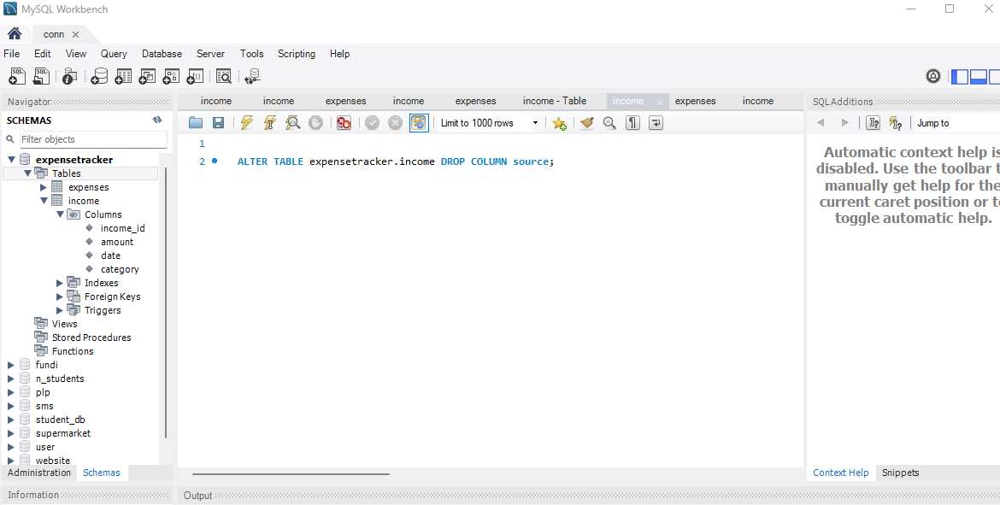 MySQL Workbench
conn
File Edit View Query Database Server Tools Scripting Help
Navigator
SCHEMAS
Filter objects
expensetracker
Tables
expenses
income
Columns
income_id
amount
date
category
Indexes
Foreign Keys
Triggers
Views
Stored Procedures
Functions
fundi
n_students
plp
sms
student_db
supermarket
user
website
Administration Schemas
Information
income income expenses income expenses income - Table income expenses income
Limit to 1000 rows
1
2 ALTER TABLE expensetracker.income DROP COLUMN source;
Output
SQLAdditions
Jump to
Automatic context help is
disabled. Use the toolbar t
manually get help for the
current caret position or to
toggle automatic help.
Context Help Snippets